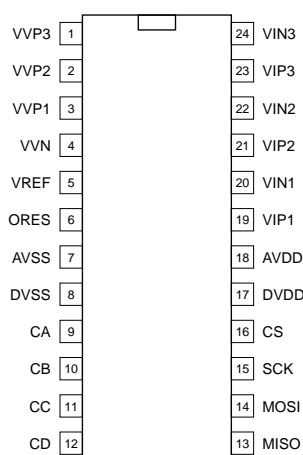 VVP3 1 24 VIN3
VVP2 2 23 VIP3
VVP1 3 22 VIN2
VVN 4 21 VIP2
VREF 5 20 VIN1
ORES 6 19 VIP1
AVSS 7 18 AVDD
DVSS 8 17 DVDD
CA 9 16 CS
CB 10 15 SCK
CC 11 14 MOSI
CD 12 13 MISO